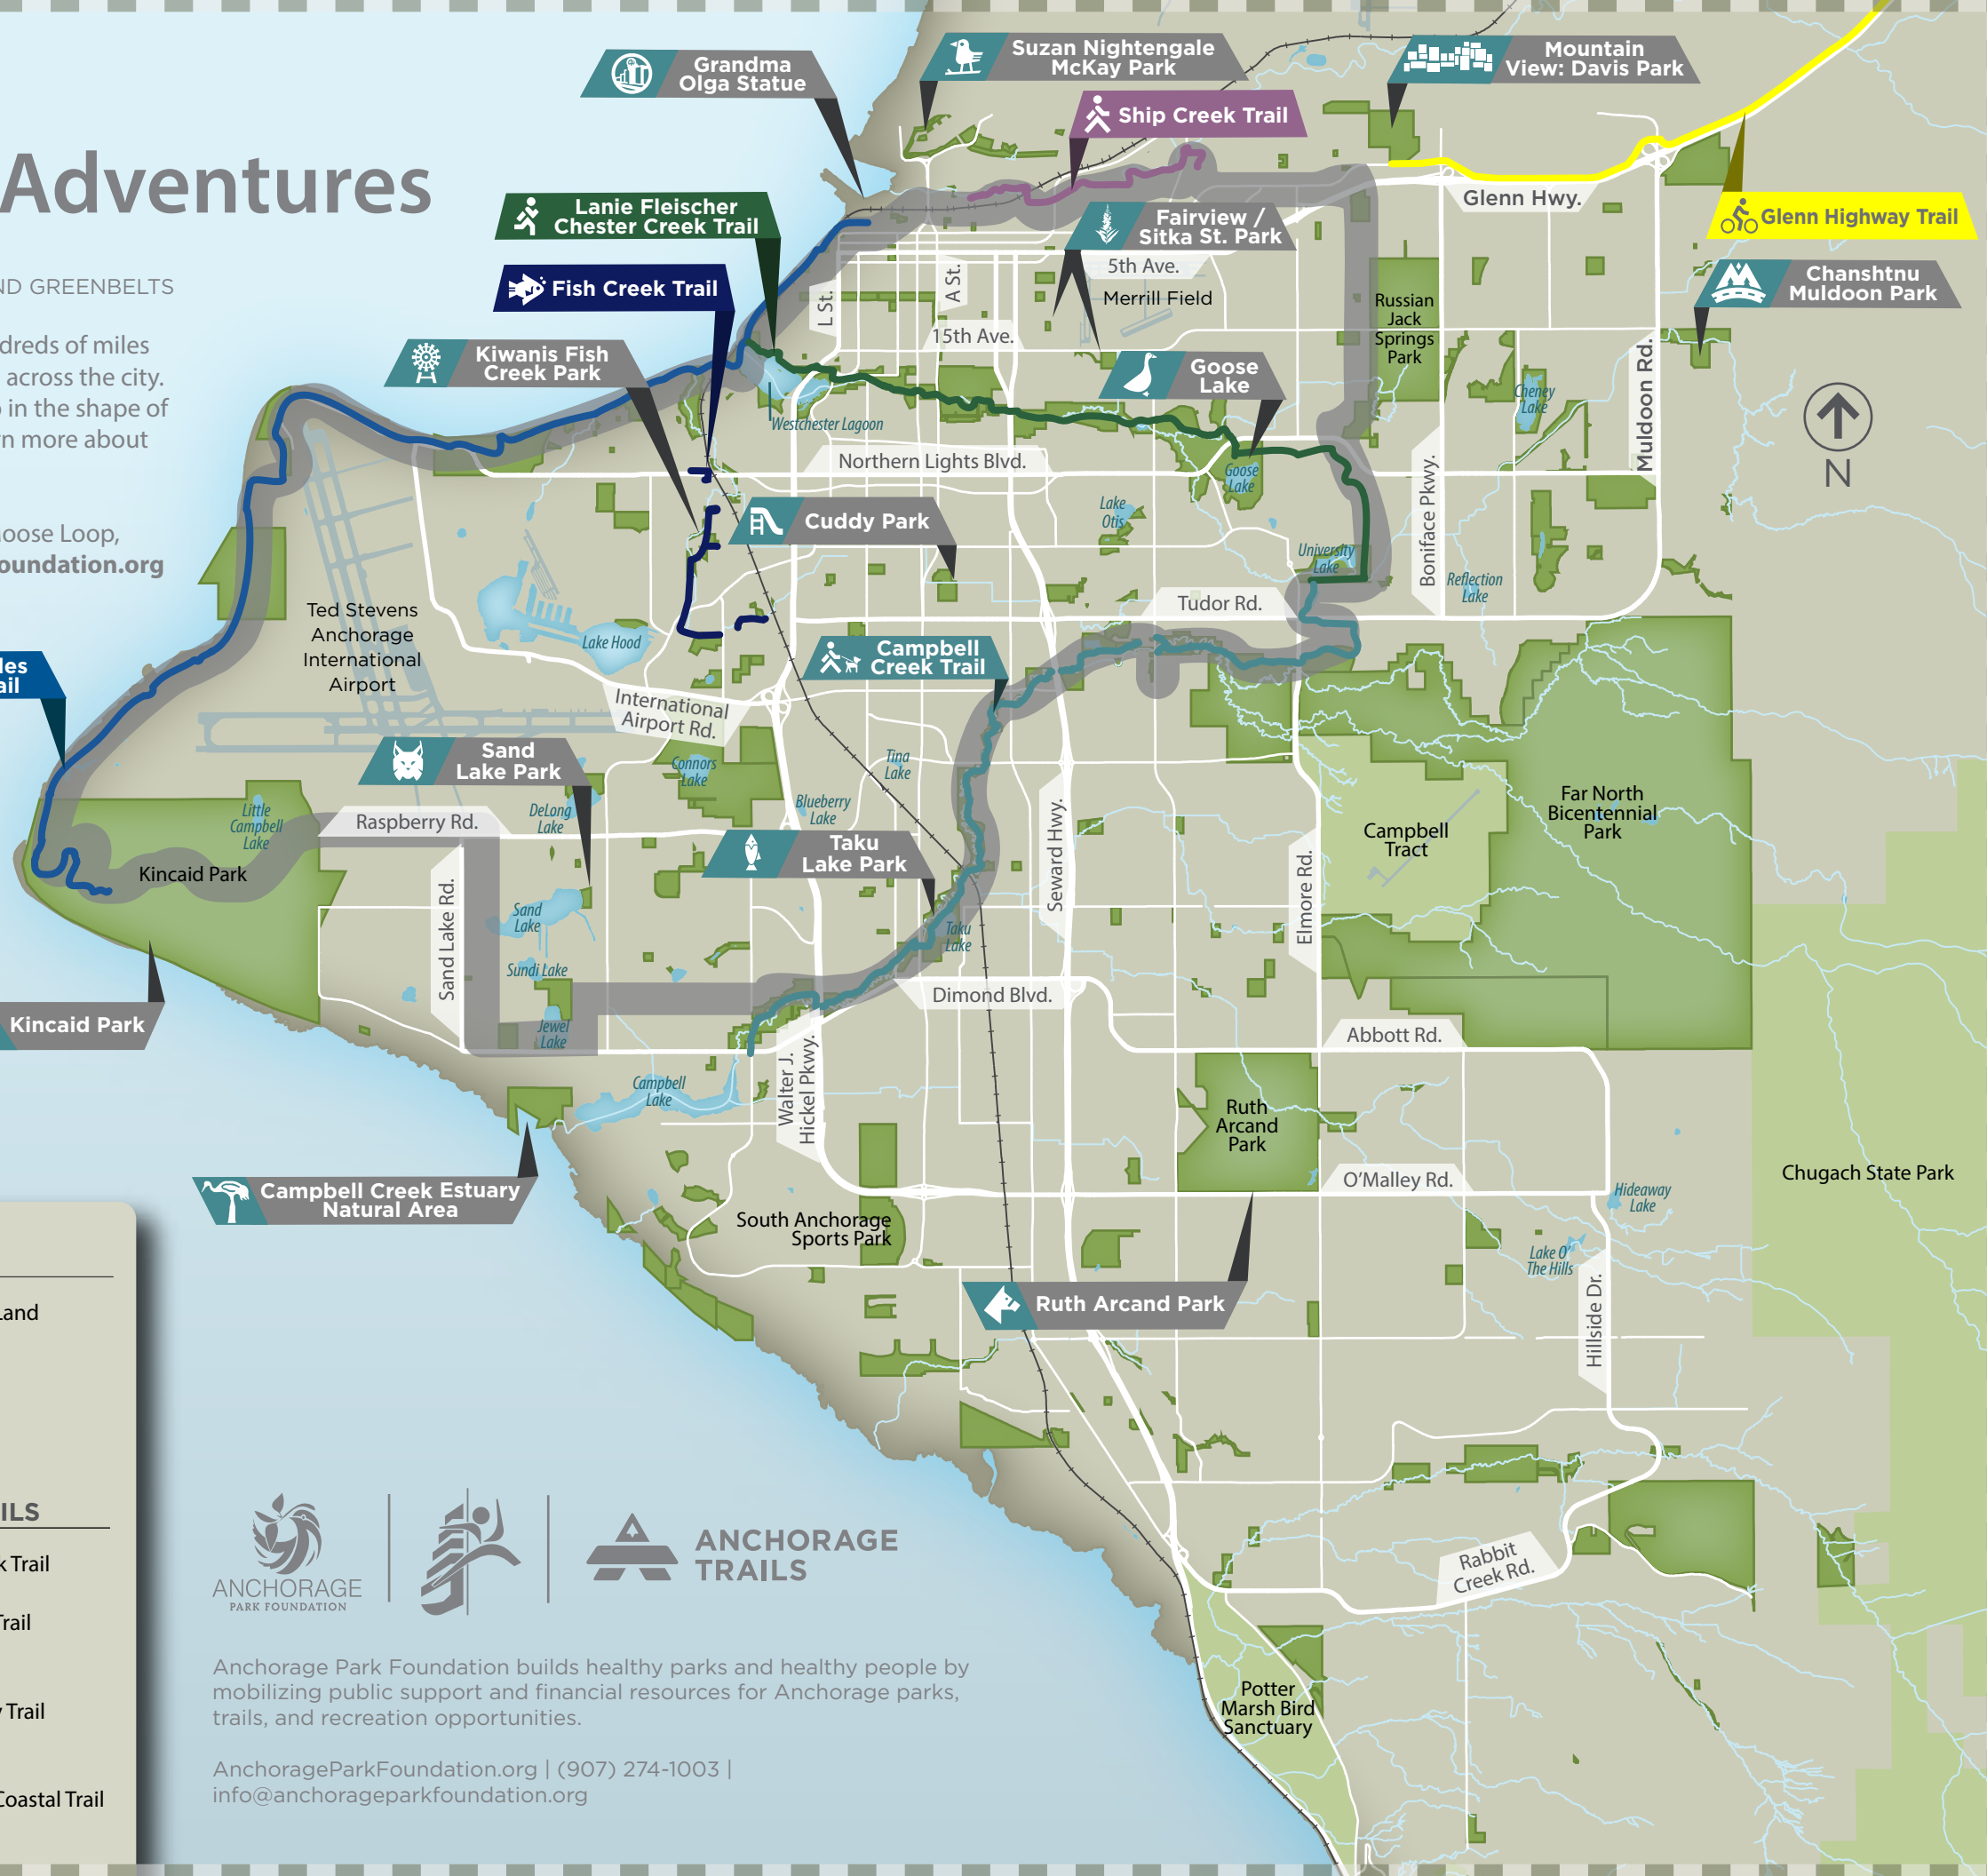 Adventures
ND GREENBELTS
dreds of miles
across the city.
in the shape of
rn more about
oose Loop,
oundation.org
Grandma
Olga Statue
Suzan Nightengale
McKay Park
Mountain
View: Davis Park
Ship Creek Trail
Lanie Fleischer
Chester Creek Trail
Fish Creek Trail
Kiwanis Fish
Creek Park
Fairview /
Sitka St. Park
Glenn Hwy.
Glenn Highway Trail
Chanshtnu
Muldoon Park
5th Ave.
Merrill Field
A St.
L St.
15th Ave.
Russian
Jack
Springs
Park
Goose
Lake
Cheney
Lake
Muldoon Rd.
N
Westchester Lagoon
Northern Lights Blvd.
Goose
Lake
Boniface Pkwy.
Lake
Otis
Cuddy Park
University
Lake
Reflection
Lake
Tudor Rd.
Ted Stevens
Anchorage
International
Airport
Lake Hood
Campbell
Creek Trail
les
ail
International
Airport Rd.
Sand
Lake Park
Connors
Lake
Tina
Lake
Little
Campbell
Lake
Raspberry Rd.
DeLong
Lake
Blueberry
Lake
Taku
Lake Park
Seward Hwy.
Campbell
Tract
Far North
Bicentennial
Park
Kincaid Park
Sand Lake Rd.
Sand
Lake
Taku
Lake
Elmore Rd.
Sundi Lake
Dimond Blvd.
Kincaid Park
Jewel
Lake
Abbott Rd.
Walter J.
Hickel Pkwy.
Campbell
Lake
Ruth
Arcand
Park
Chugach State Park
Campbell Creek Estuary
Natural Area
O'Malley Rd.
Hideaway
Lake
South Anchorage
Sports Park
Lake O'
The Hills
Hillside Dr.
Ruth Arcand Park
Land
ILS
k Trail
Trail
y Trail
Coastal Trail
ANCHORAGE
PARK FOUNDATION
ANCHORAGE
TRAILS
Rabbit
Creek Rd.
Anchorage Park Foundation builds healthy parks and healthy people by
mobilizing public support and financial resources for Anchorage parks,
trails, and recreation opportunities.
AnchorageParkFoundation.org | (907) 274-1003 |
info@anchorageparkfoundation.org
Potter
Marsh Bird
Sanctuary